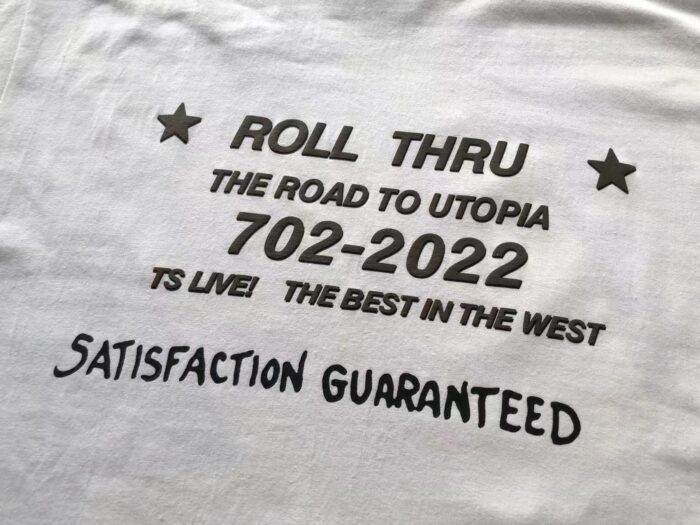 ROLL THRU
THE ROAD TO UTOPIA
702-2022
TS LIVE! THE BEST IN THE WEST
SATISFACTION GUARANTEED